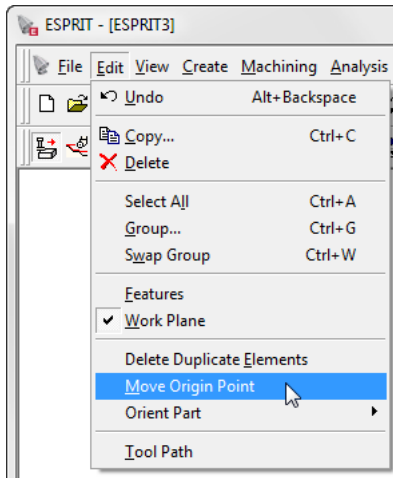 ESPRIT - [ESPRIT3]
File Edit View Create Machining Analysis
Undo Alt+Backspace
Copy... Ctrl+C
Delete
Select All Ctrl+A
Group... Ctrl+G
Swap Group Ctrl+W
Features
Work Plane
Delete Duplicate Elements
Move Origin Point
Orient Part
Tool Path